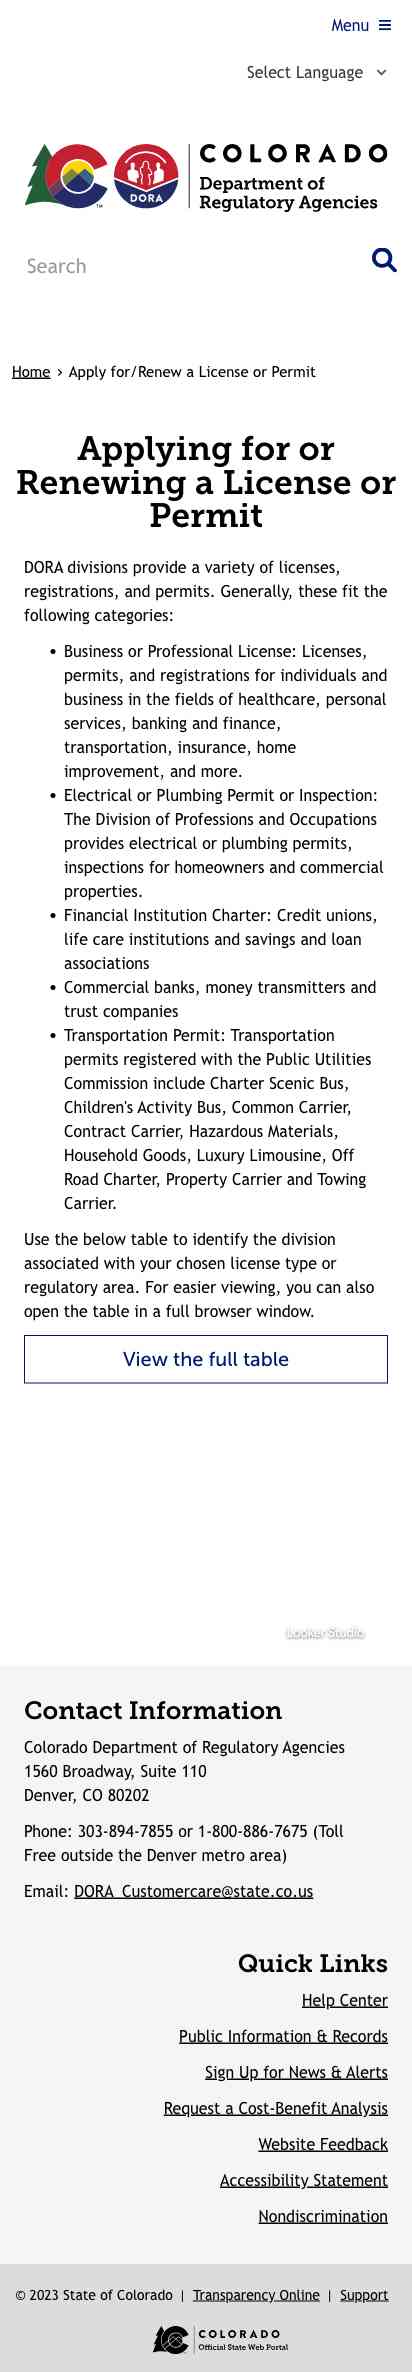 Menu
Select Language
COLORADO
Department of
Regulatory Agencies
CO
TM
DORA
Search
Home › Apply for/Renew a License or Permit
Applying for or
Renewing a License or
Permit
DORA divisions provide a variety of licenses,
registrations, and permits. Generally, these fit the
following categories:
• Business or Professional License: Licenses,
permits, and registrations for individuals and
business in the fields of healthcare, personal
services, banking and finance,
transportation, insurance, home
improvement, and more.
• Electrical or Plumbing Permit or Inspection:
The Division of Professions and Occupations
provides electrical or plumbing permits,
inspections for homeowners and commercial
properties.
• Financial Institution Charter: Credit unions,
life care institutions and savings and loan
associations
• Commercial banks, money transmitters and
trust companies
• Transportation Permit: Transportation
permits registered with the Public Utilities
Commission include Charter Scenic Bus,
Children's Activity Bus, Common Carrier,
Contract Carrier, Hazardous Materials,
Household Goods, Luxury Limousine, Off
Road Charter, Property Carrier and Towing
Carrier.
Use the below table to identify the division
associated with your chosen license type or
regulatory area. For easier viewing, you can also
open the table in a full browser window.
View the full table
Looker Studio
Contact Information
Colorado Department of Regulatory Agencies
1560 Broadway, Suite 110
Denver, CO 80202
Phone: 303-894-7855 or 1-800-886-7675 (Toll
Free outside the Denver metro area)
Email: DORA_Customercare@state.co.us
Quick Links
Help Center
Public Information & Records
Sign Up for News & Alerts
Request a Cost-Benefit Analysis
Website Feedback
Accessibility Statement
Nondiscrimination
© 2023 State of Colorado | Transparency Online | Support
CO
COLORADO
Official State Web Portal